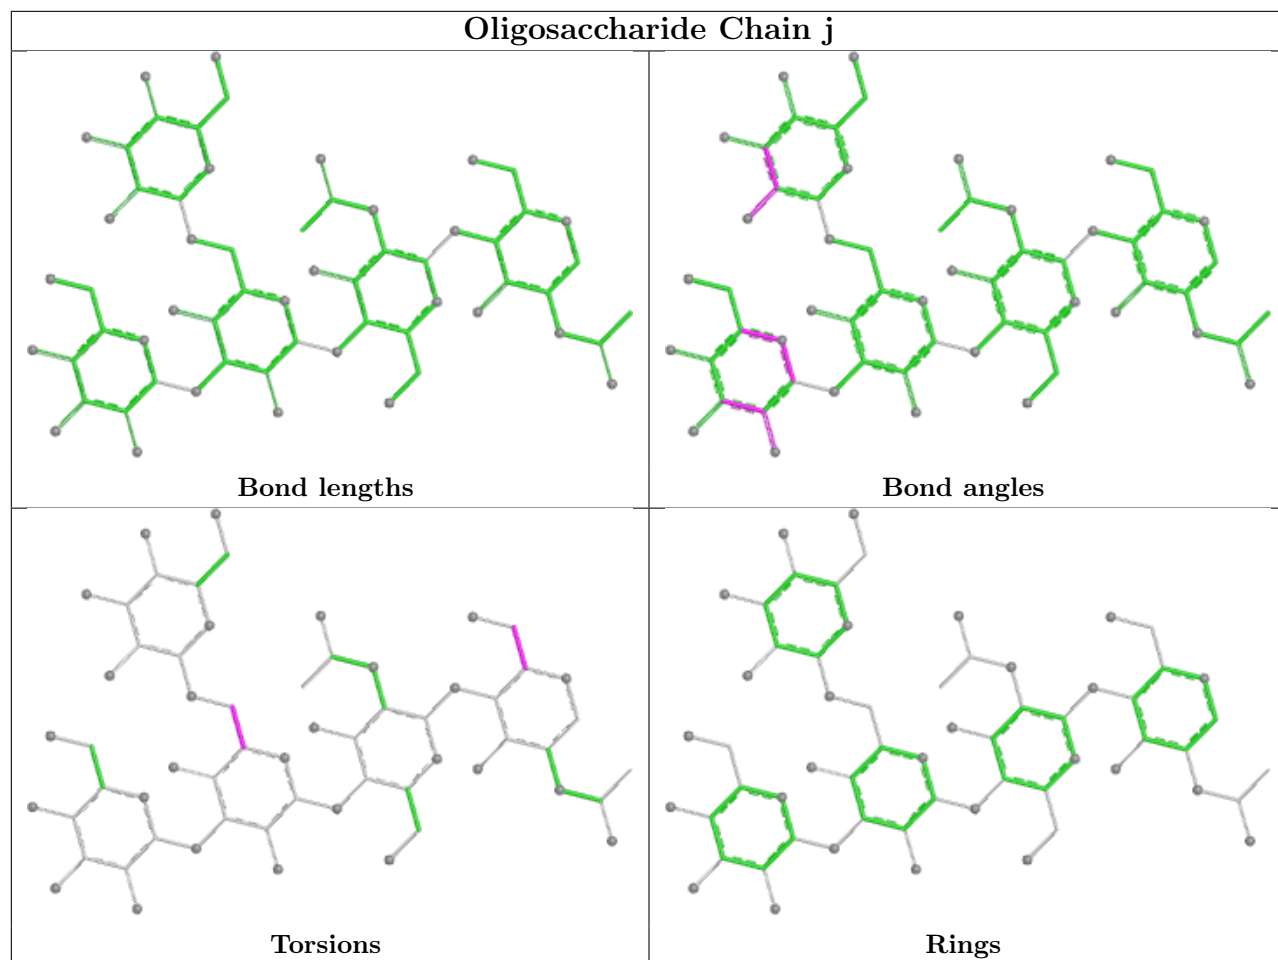 Oligosaccharide Chain j
Bond lengths
Bond angles
Torsions
Rings